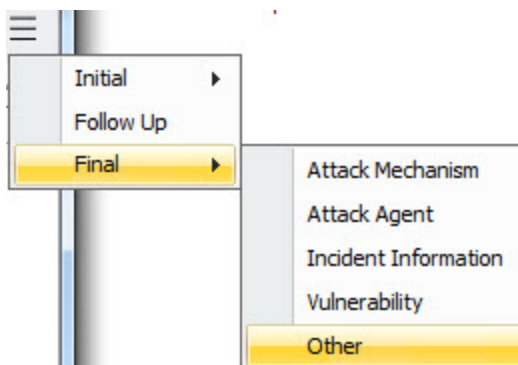 Initial
Follow Up
Final
Attack Mechanism
Attack Agent
Incident Information
Vulnerability
Other